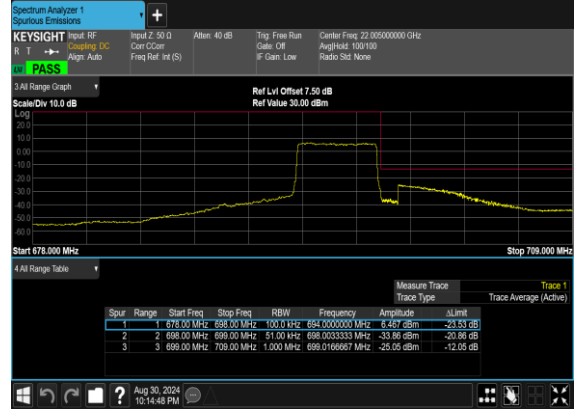 Spectrum Analyzer 1
Spurious Emissions
KEYSIGHT Input: RF Input Z: 50 Ω Atten: 40 dB Trig: Free Run Center Freq: 22.005000000 GHz
R T Coupling: DC Corr CCorr Gate: Off Avg|Hold: 100/100
Align: Auto Freq Ref: Int (S) IF Gain: Low Radio Std: None
PASS
3 All Range Graph
Ref Lvl Offset 7.50 dB
Scale/Div 10.0 dB Ref Value 30.00 dBm
Log
20.0
10.0
0.00
-10.0
-20.0
-30.0
-40.0
-50.0
-60.0
Start 678.000 MHz Stop 709.000 MHz
4 All Range Table
Measure Trace Trace 1
Trace Type Trace Average (Active)
Spur Range Start Freq Stop Freq RBW Frequency Amplitude ΔLimit
1 1 678.00 MHz 698.00 MHz 100.0 kHz 694.0000000 MHz 6.467 dBm -23.53 dB
2 2 698.00 MHz 699.00 MHz 51.00 kHz 698.0033333 MHz -33.86 dBm -20.86 dB
3 3 699.00 MHz 709.00 MHz 1.000 MHz 699.0166667 MHz -25.05 dBm -12.05 dB
? Aug 30, 2024
10:14:48 PM